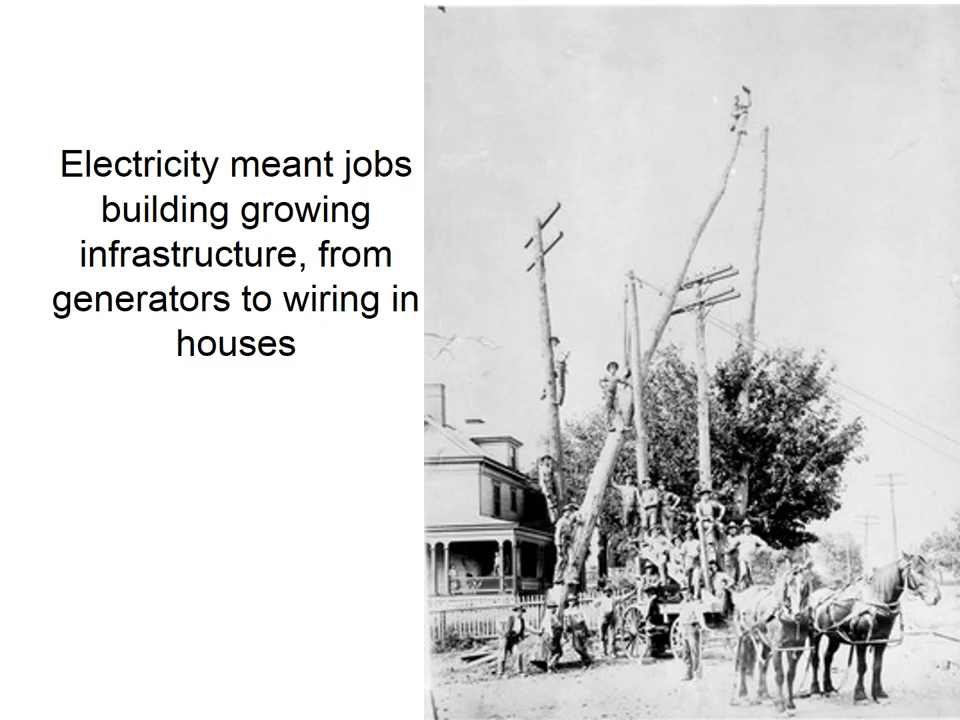 Electricity meant jobs
building growing
infrastructure, from
generators to wiring in
houses